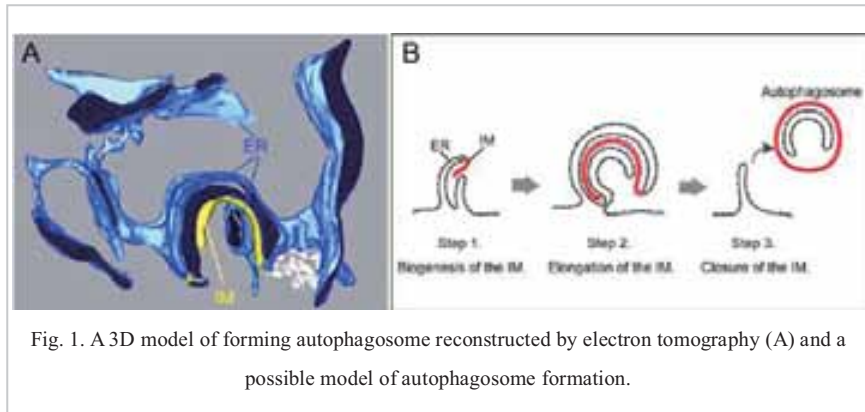 A
ER
IM
B
Autophagosome
ER
IM
Step 1.
Step 2.
Step 3.
Biogenesis of the IM.
Elongation of the IM.
Closure of the IM.
Fig. 1. A 3D model of forming autophagosome reconstructed by electron tomography (A) and a
possible model of autophagosome formation.